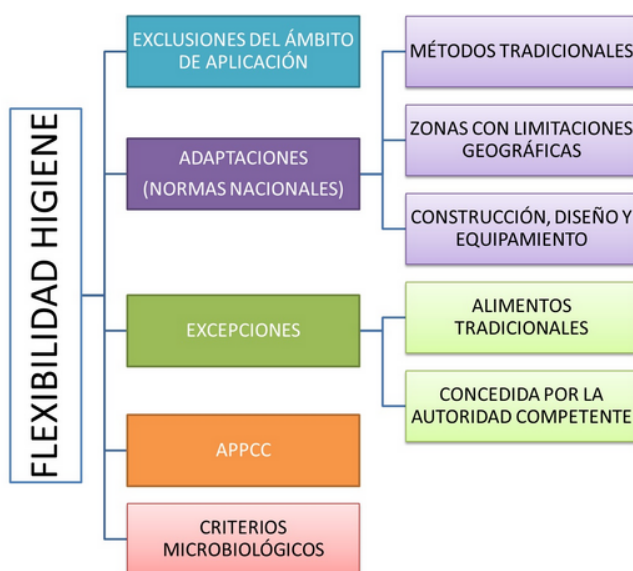 FLEXIBILIDAD HIGIENE
EXCLUSIONES DEL ÁMBITO
DE APLICACIÓN
ADAPTACIONES
(NORMAS NACIONALES)
MÉTODOS TRADICIONALES
ZONAS CON LIMITACIONES
GEOGRÁFICAS
CONSTRUCCIÓN, DISEÑO Y
EQUIPAMIENTO
EXCEPCIONES
ALIMENTOS
TRADICIONALES
CONCEDIDA POR LA
AUTORIDAD COMPETENTE
APPCC
CRITERIOS
MICROBIOLÓGICOS